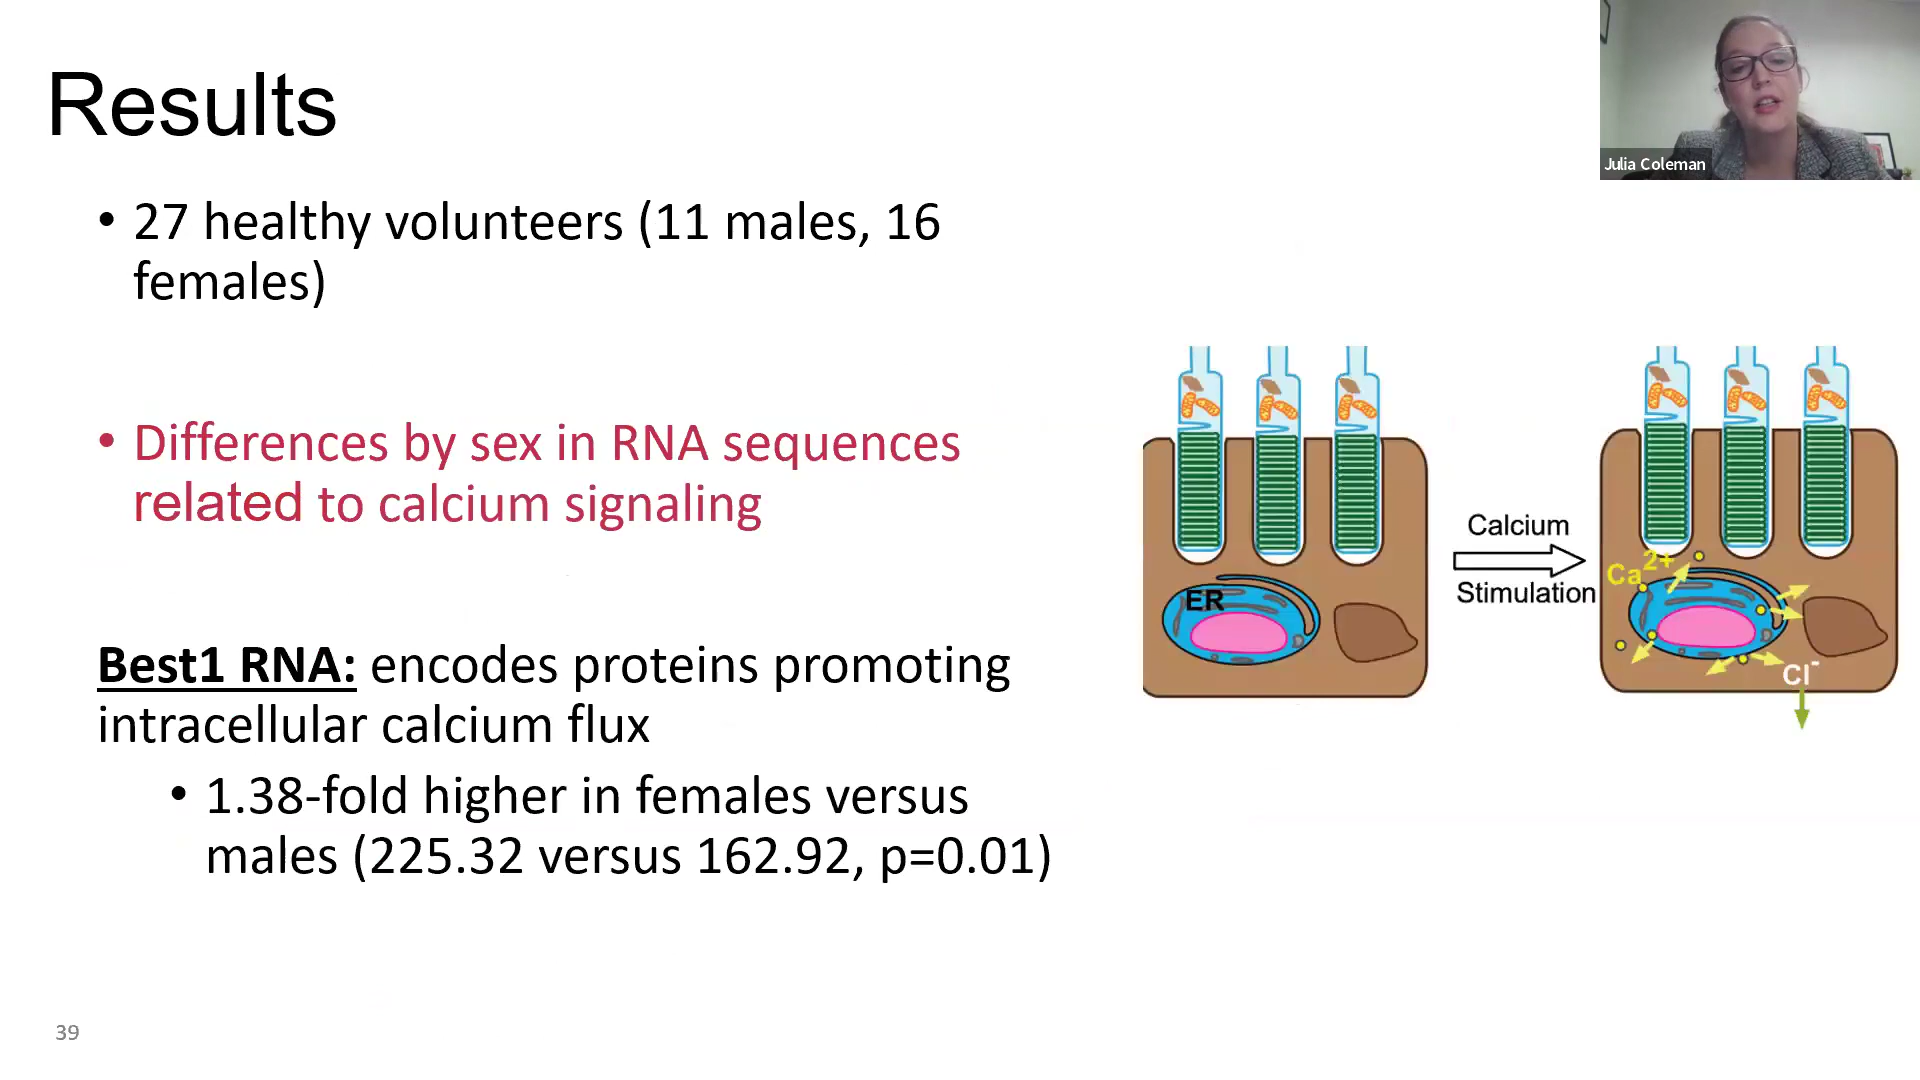 Results
Julia Coleman
• 27 healthy volunteers (11 males, 16
females)
• Differences by sex in RNA sequences
related to calcium signaling
Best1 RNA: encodes proteins promoting
intracellular calcium flux
• 1.38-fold higher in females versus
males (225.32 versus 162.92, p=0.01)
ER
Calcium
Stimulation
Ca2+
Cl-
39